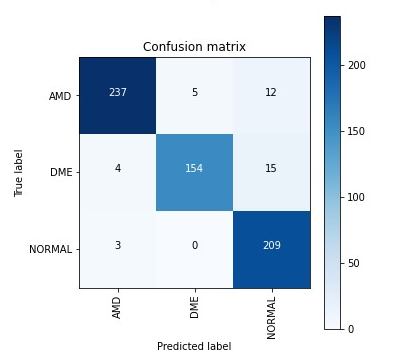 Confusion matrix
True label
AMD
237 5 12
DME
4 154 15
NORMAL
3 0 209
AMD
DME
NORMAL
Predicted label
200
150
100
50
0